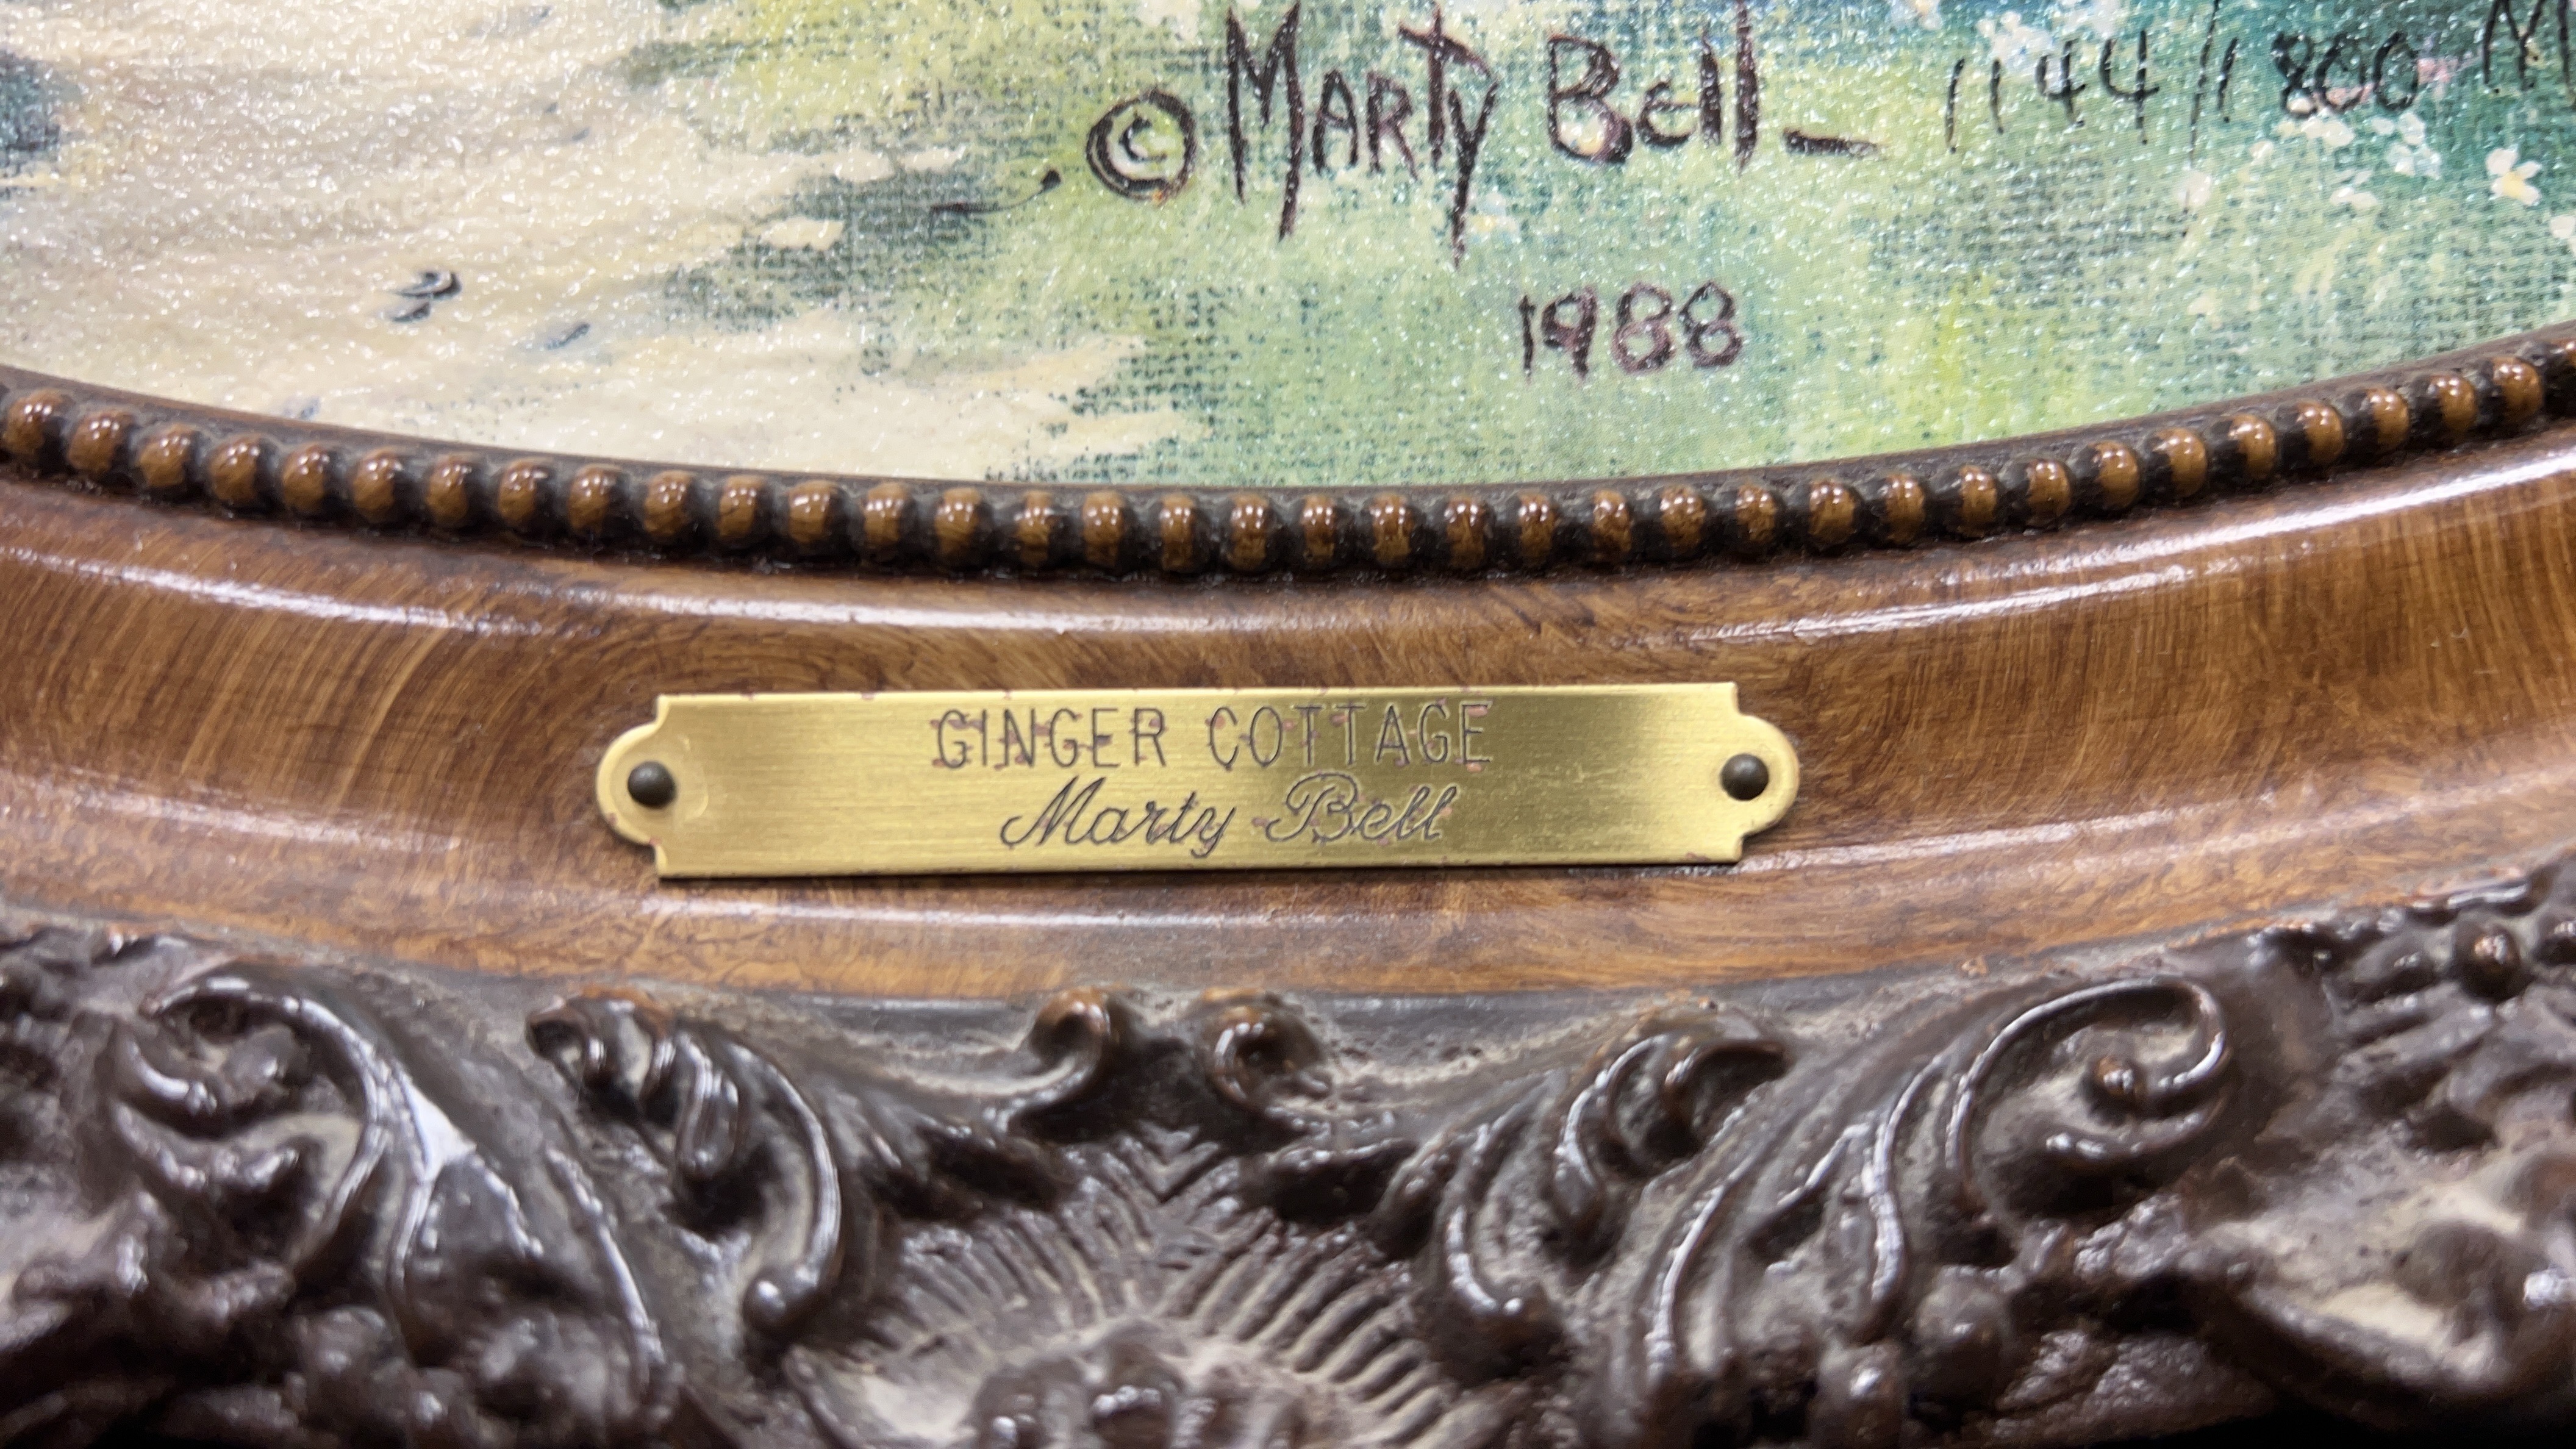 © Marty Bell – 1144/1800 M
1988
GINGER COTTAGE
Marty Bell